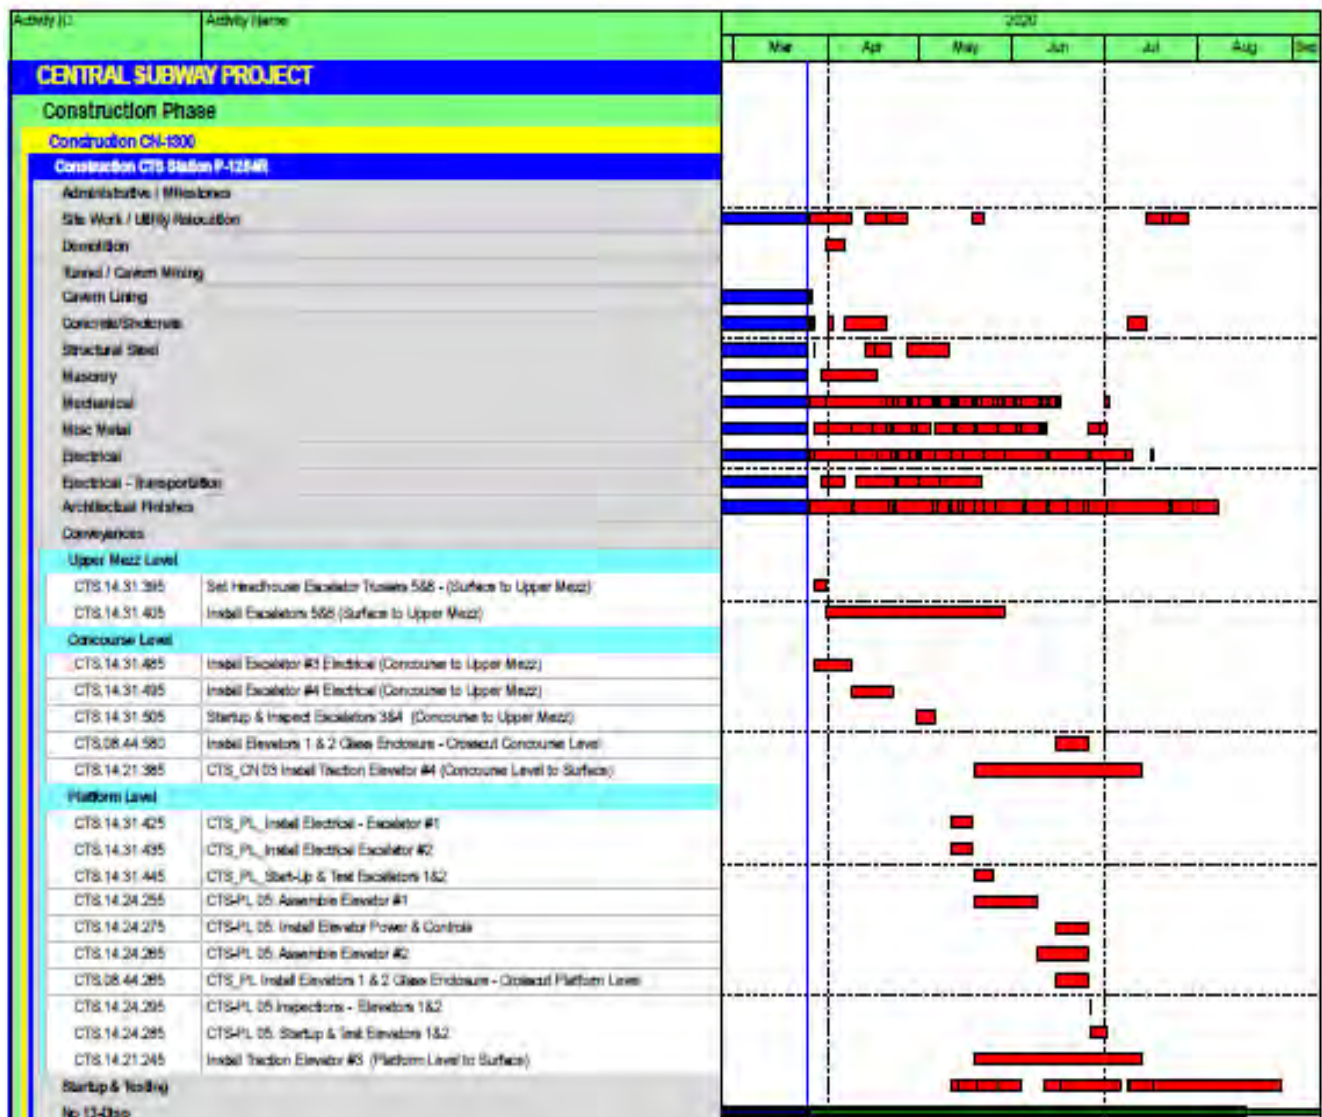 Activity ID Activity Name 2020
Mar Apr May Jun Jul Aug Sep
CENTRAL SUBWAY PROJECT
Construction Phase
Construction CN-1300
Construction CTS Station P-1254R
Administrative / Milestones
Site Work / Utility Relocation
Demolition
Tunnel / Cavern Mining
Cavern Lining
Concrete/Shotcrete
Structural Steel
Masonry
Mechanical
Misc Metal
Electrical
Electrical - Transportation
Architectual Finishes
Conveyances
Upper Mezz Level
CTS.14.31.395 Set Headhouse Escalator Trusses 5&6 - (Surface to Upper Mezz)
CTS.14.31.405 Install Escalators 5&6 (Surface to Upper Mezz)
Concourse Level
CTS.14.31.485 Install Escalator #3 Electrical (Concourse to Upper Mezz)
CTS.14.31.495 Install Escalator #4 Electrical (Concourse to Upper Mezz)
CTS.14.31.505 Startup & Inspect Escalators 3&4 (Concourse to Upper Mezz)
CTS.08.44.580 Install Elevators 1 & 2 Glass Enclosure - Crosscut Concourse Level
CTS.14.21.385 CTS_CN 03 Install Traction Elevator #4 (Concourse Level to Surface)
Platform Level
CTS.14.31.425 CTS_PL_Install Electrical - Escalator #1
CTS.14.31.435 CTS_PL_Install Electrical Escalator #2
CTS.14.31.445 CTS_PL_Start-Up & Test Escalators 1&2
CTS.14.24.255 CTS-PL 05: Assemble Elevator #1
CTS.14.24.275 CTS-PL 05: Install Elevator Power & Controls
CTS.14.24.265 CTS-PL 05: Assemble Elevator #2
CTS.08.44.265 CTS_PL Install Elevators 1 & 2 Glass Enclosure - Crosscut Platform Level
CTS.14.24.295 CTS-PL 05 Inspections - Elevators 1&2
CTS.14.24.285 CTS-PL 05: Startup & Test Elevators 1&2
CTS.14.21.245 Install Traction Elevator #3 (Platform Level to Surface)
Startup & Testing